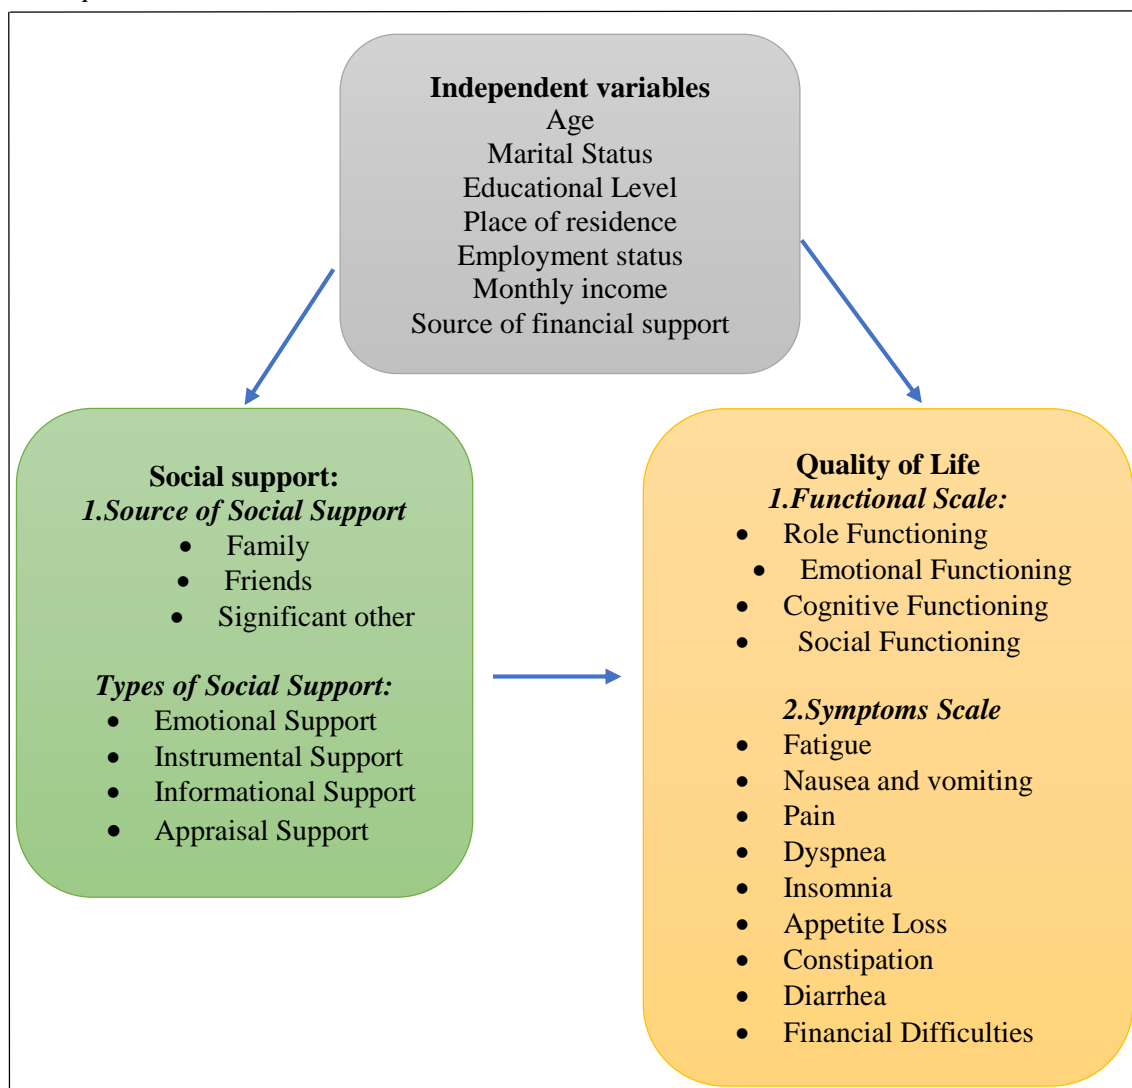 Independent variables
Age
Marital Status
Educational Level
Place of residence
Employment status
Monthly income
Source of financial support
Social support:
1.Source of Social Support
• Family
• Friends
• Significant other
Types of Social Support:
• Emotional Support
• Instrumental Support
• Informational Support
• Appraisal Support
Quality of Life
1.Functional Scale:
• Role Functioning
• Emotional Functioning
• Cognitive Functioning
• Social Functioning
2.Symptoms Scale
• Fatigue
• Nausea and vomiting
• Pain
• Dyspnea
• Insomnia
• Appetite Loss
• Constipation
• Diarrhea
• Financial Difficulties